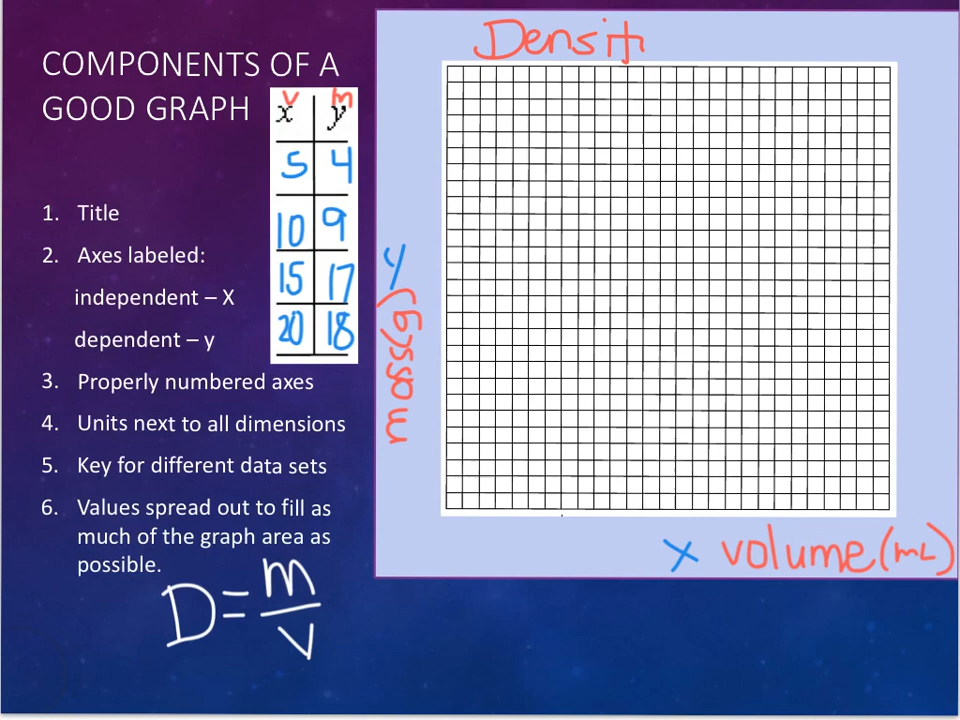 COMPONENTS OF A
GOOD GRAPH
1. Title
2. Axes labeled:
independent – X
dependent – y
3. Properly numbered axes
4. Units next to all dimensions
5. Key for different data sets
6. Values spread out to fill as
much of the graph area as
possible.
D = m
v
v m
x y
5 4
10 9
15 17
20 18
Density
y
mass(g)
x volume (mL)